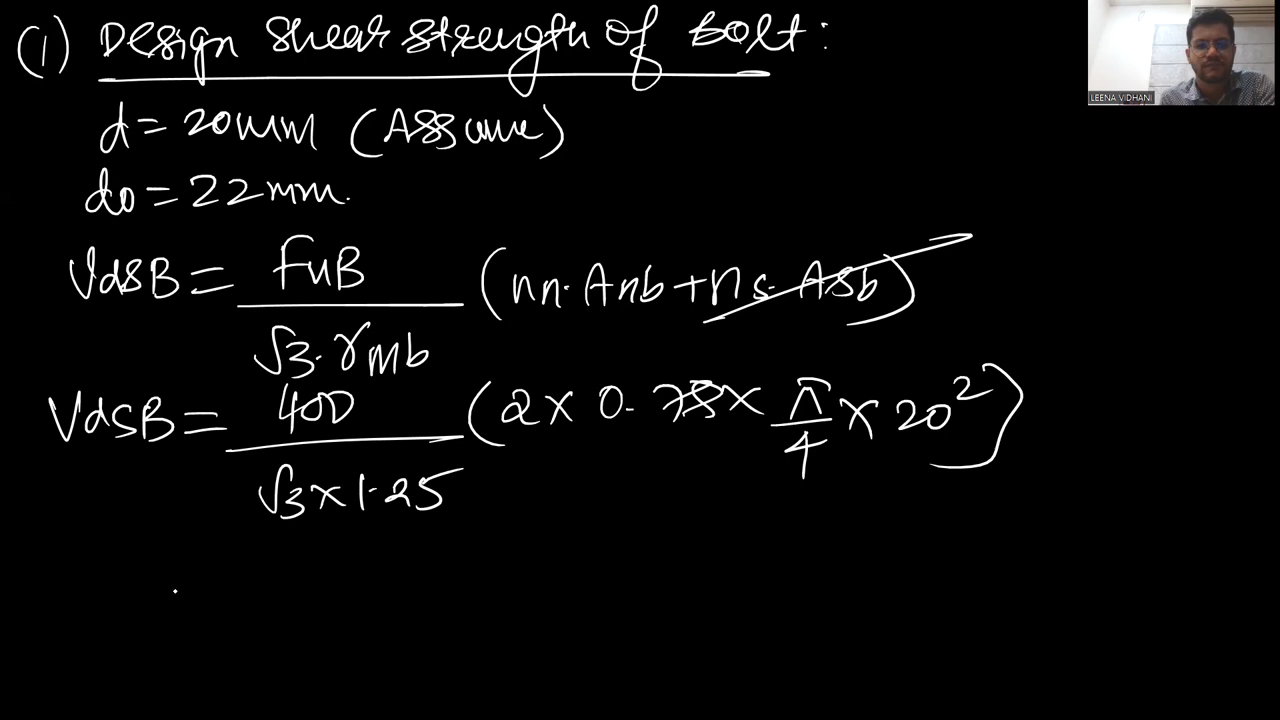 (1) Design shear strength of bolt:
LEENA VIDHANI
d = 20mm (Assume)
do = 22mm.
VdsB = FuB / √3·γmb (nn·Anb + ns·Asb)
VdsB = 400 / √3×1.25 (2 × 0.78 × π/4 × 20²)